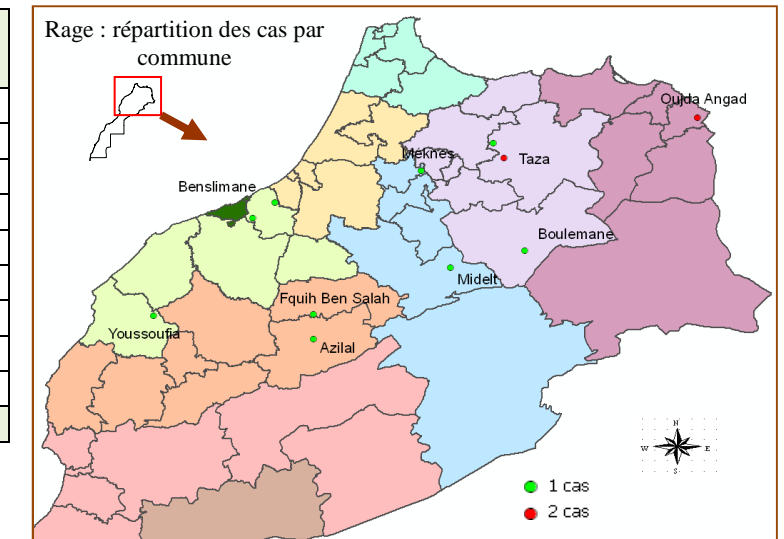 Rage : répartition des cas par
commune
Oujda Angad
Meknès
Taza
Benslimane
Boulemane
Midelt
Fquih Ben Salah
Youssoufia
Azilal
N
W
E
S
1 cas
2 cas